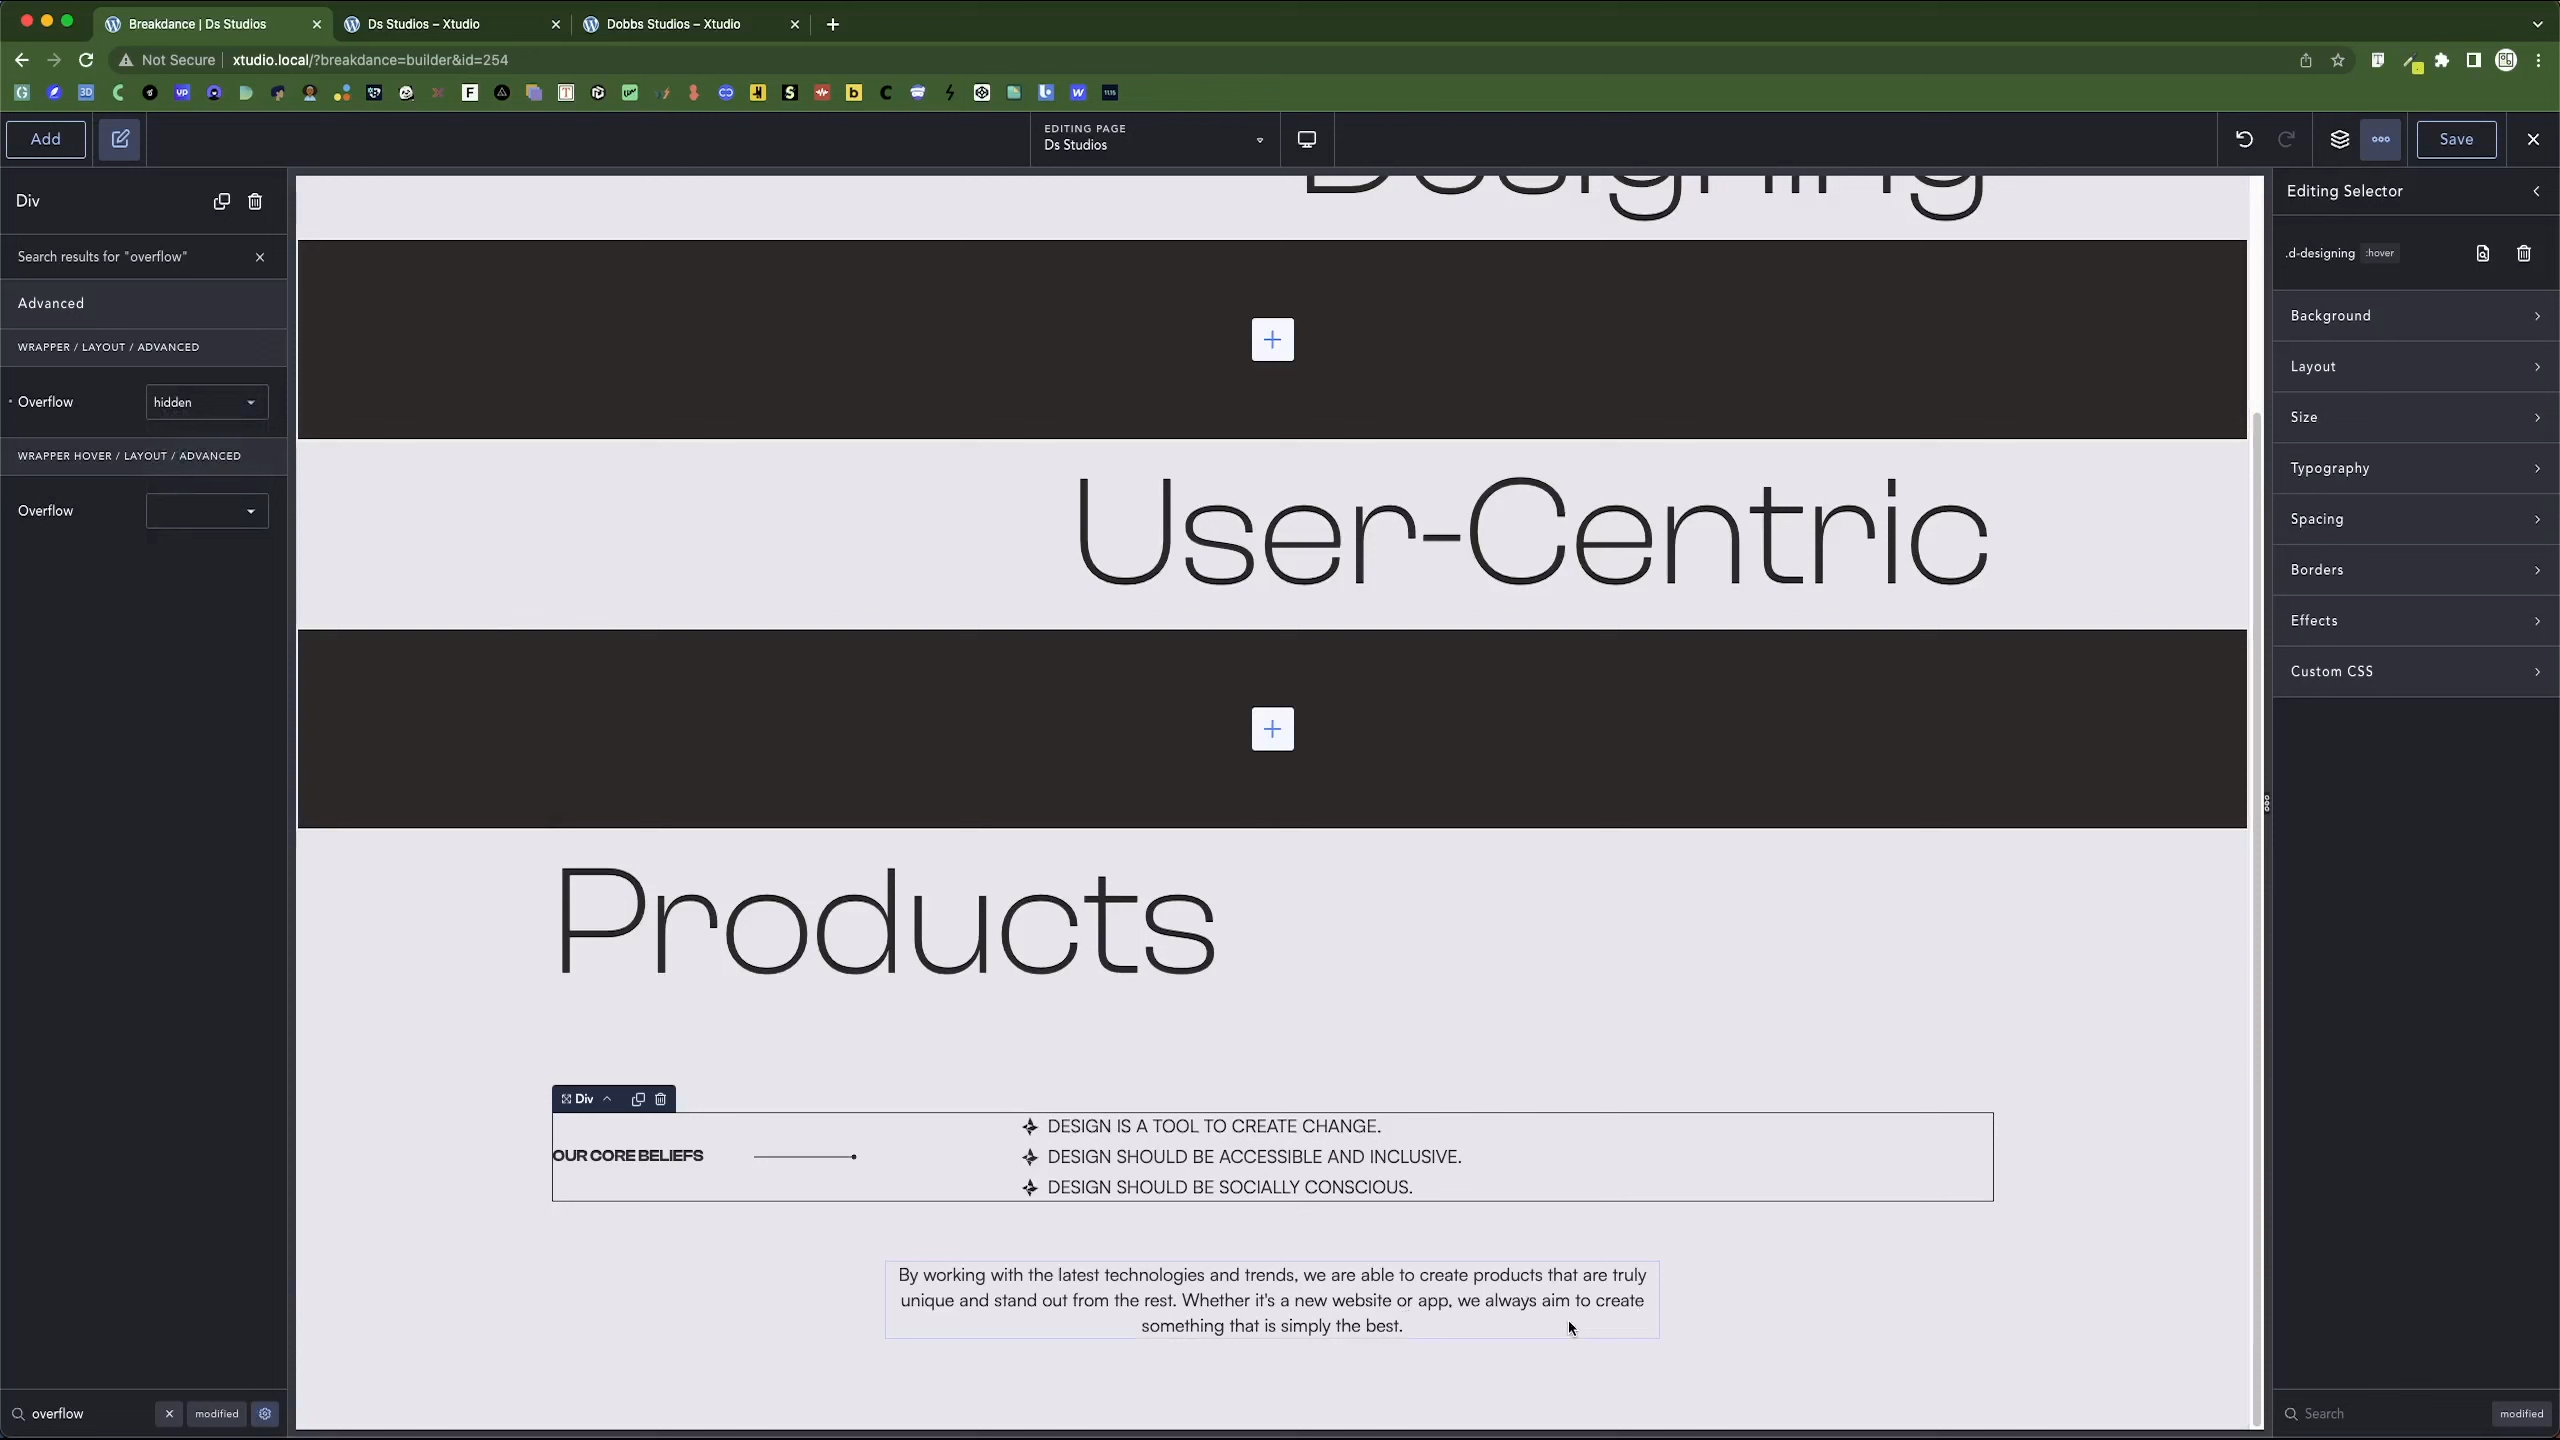 Breakdance | Ds Studios
Ds Studios – Xtudio
Dobbs Studios – Xtudio
Not Secure
xtudio.local/?breakdance=builder&id=254
Add
EDITING PAGE
Ds Studios
Save
Div
Search results for "overflow"
Advanced
WRAPPER / LAYOUT / ADVANCED
Overflow
hidden
WRAPPER HOVER / LAYOUT / ADVANCED
Overflow
overflow
modified
Designing
User-Centric
Products
Div
OUR CORE BELIEFS
DESIGN IS A TOOL TO CREATE CHANGE.
DESIGN SHOULD BE ACCESSIBLE AND INCLUSIVE.
DESIGN SHOULD BE SOCIALLY CONSCIOUS.
By working with the latest technologies and trends, we are able to create products that are truly
unique and stand out from the rest. Whether it's a new website or app, we always aim to create
something that is simply the best.
Editing Selector
.d-designing :hover
Background
Layout
Size
Typography
Spacing
Borders
Effects
Custom CSS
Search
modified